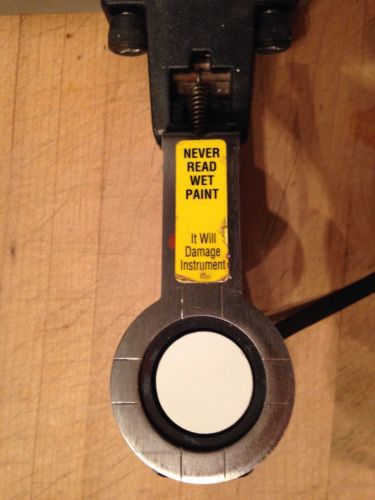 NEVER
READ
WET
PAINT
It Will
Damage
Instrument